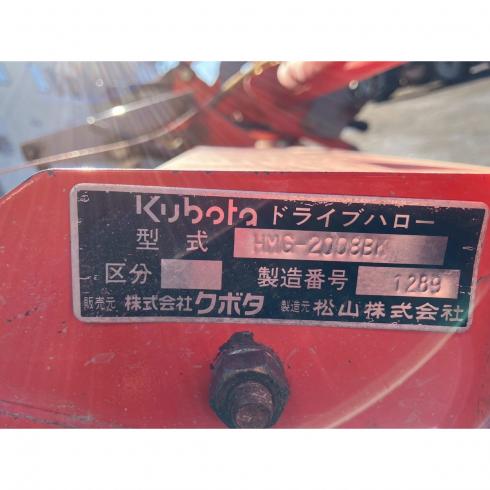 Kubota ドライブハロー
型式 HMG-2008BM
区分 製造番号 1289
販売元 株式会社クボタ 製造元 松山株式会社